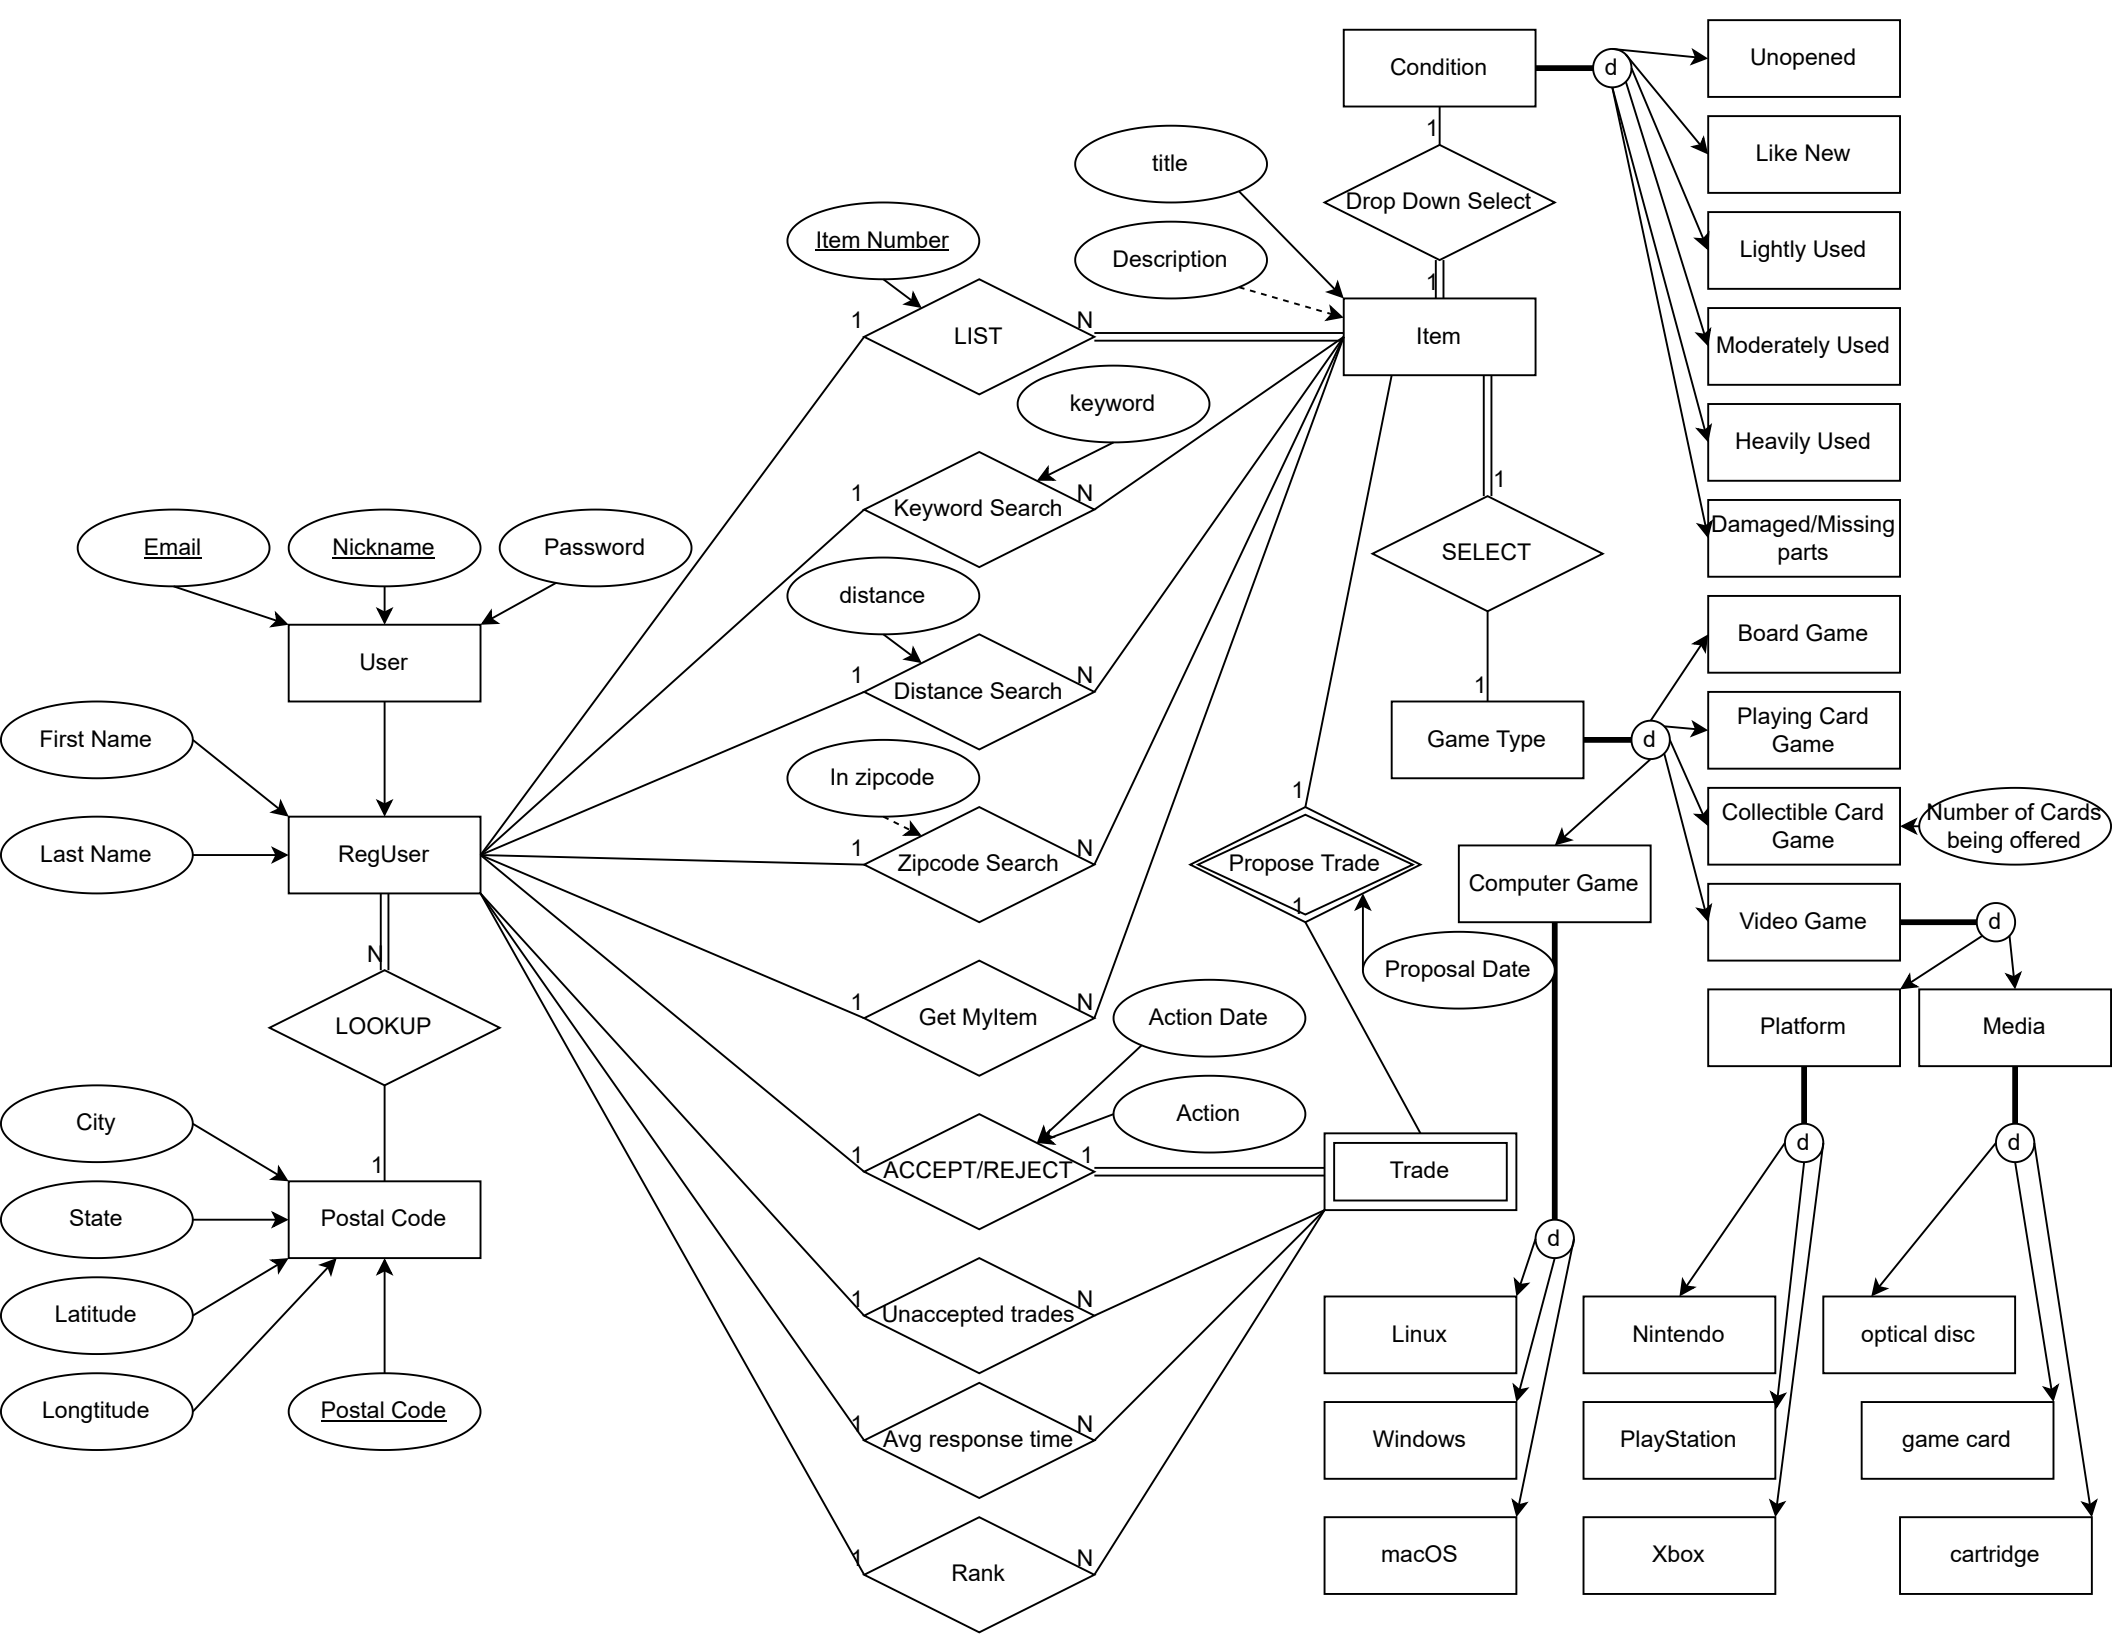 Condition
d
Unopened
1
Like New
title
Drop Down Select
Item Number
Description
Lightly Used
1
1
N
LIST
Item
Moderately Used
keyword
Heavily Used
1
N
Keyword Search
1
SELECT
Damaged/Missing
parts
Email
Nickname
Password
distance
Board Game
User
1
N
Distance Search
1
Playing Card
Game
First Name
Game Type
d
In zipcode
1
Collectible Card
Game
Number of Cards
being offered
Last Name
RegUser
1
N
Zipcode Search
Propose Trade
1
Computer Game
Video Game
d
N
Proposal Date
LOOKUP
1
N
Get MyItem
Action Date
Platform
Media
City
1
Action
1
1
ACCEPT/REJECT
Trade
d
d
State
Postal Code
d
Latitude
1
N
Unaccepted trades
Linux
Nintendo
optical disc
Longtitude
Postal Code
1
N
Avg response time
Windows
PlayStation
game card
1
N
Rank
macOS
Xbox
cartridge